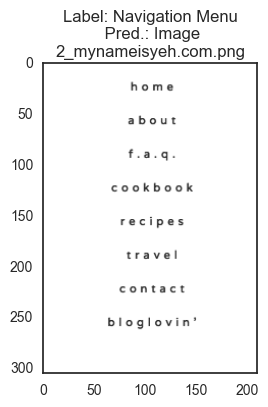 Label: Navigation Menu
Pred.: Image
2_mynameisyeh.com.png
0
50
100
150
200
250
300
home
about
f.a.q.
cookbook
recipes
travel
contact
bloglovin'
0
50
100
150
200